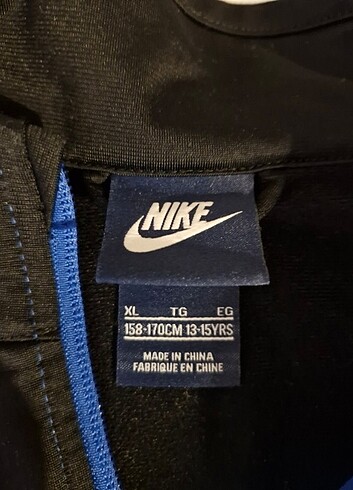 NIKE
XL TG EG
158-170CM 13-15YRS
MADE IN CHINA
FABRIQUE EN CHINE